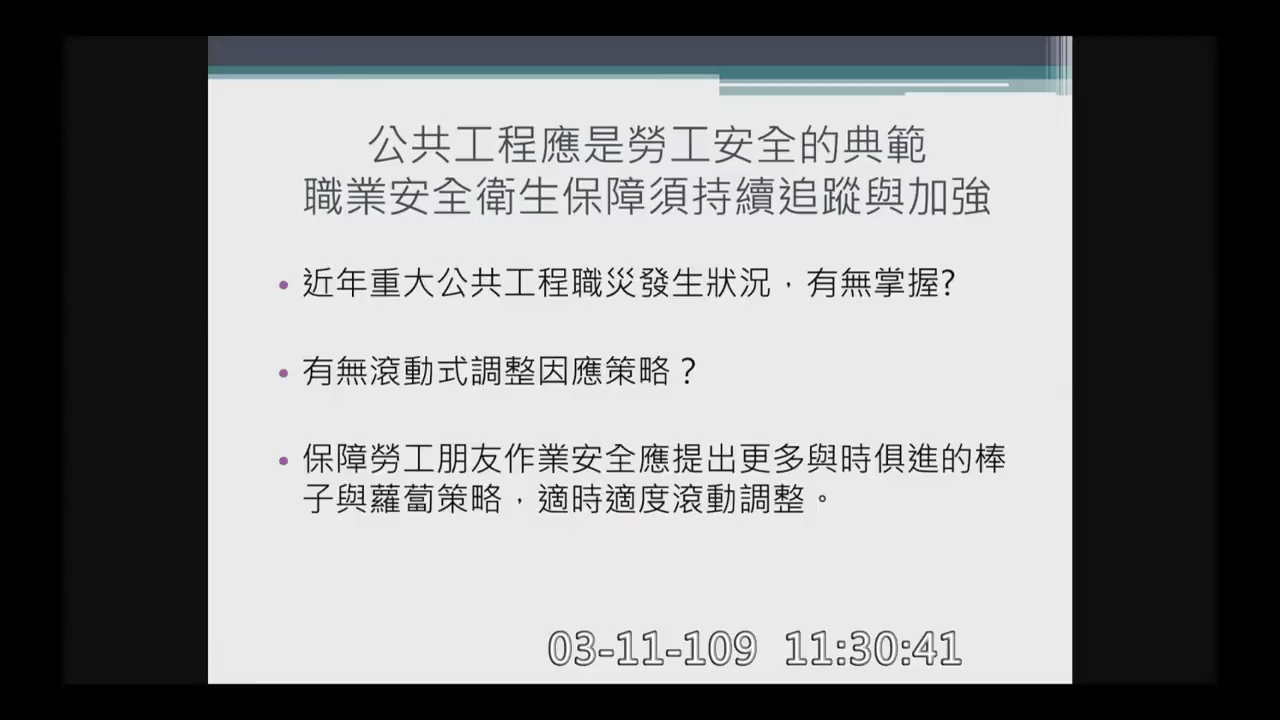 公共工程應是勞工安全的典範
職業安全衛生保障須持續追蹤與加強
• 近年重大公共工程職災發生狀況，有無掌握?
• 有無滾動式調整因應策略？
• 保障勞工朋友作業安全應提出更多與時俱進的棒
子與蘿蔔策略，適時適度滾動調整。
03-11-109 11:30:41